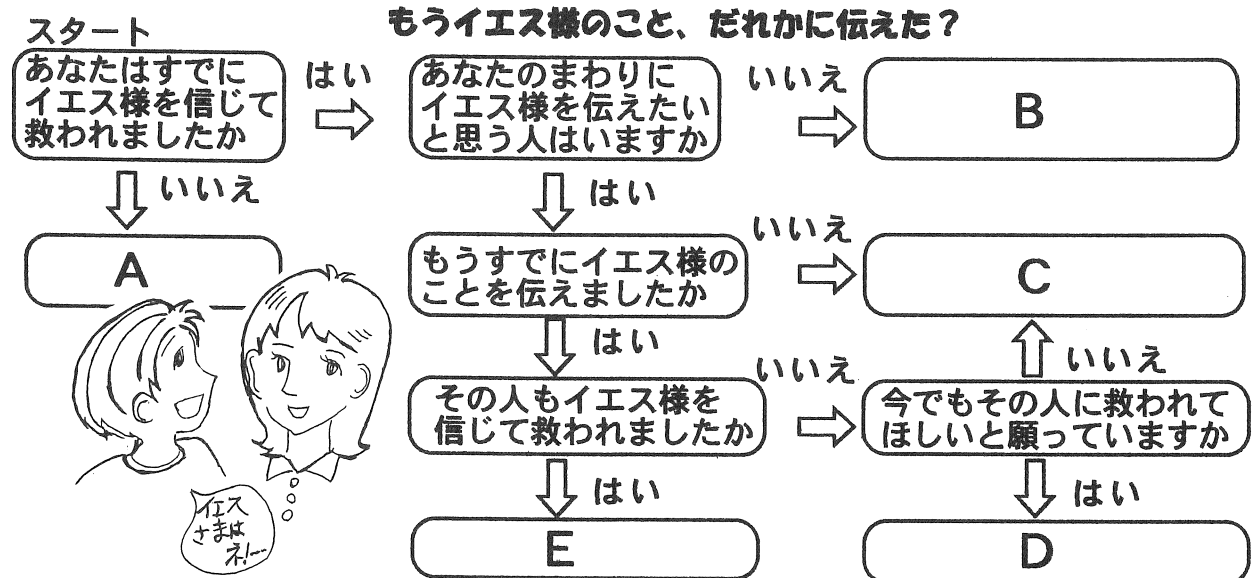 もうイエス様のこと、だれかに伝えた?
スタート
あなたはすでに
イエス様を信じて
救われましたか
はい
あなたのまわりに
イエス様を伝えたい
と思う人はいますか
いいえ
B
いいえ
A
はい
もうすでにイエス様の
ことを伝えましたか
いいえ
C
はい
その人もイエス様を
信じて救われましたか
いいえ
今でもその人に救われて
ほしいと願っていますか
いいえ
はい
E
はい
D
イエス
さまは
ネ!〜